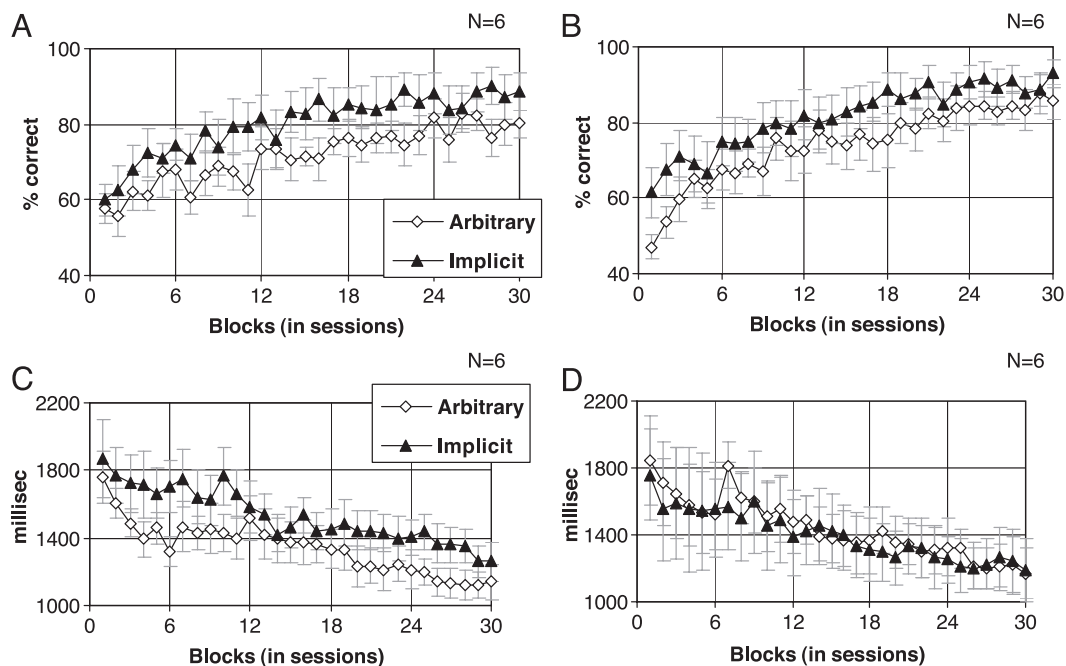 A
N=6
100
80
60
40
% correct
0
6
12
18
24
30
Blocks (in sessions)
Arbitrary
Implicit
B
N=6
100
80
60
40
% correct
0
6
12
18
24
30
Blocks (in sessions)
C
N=6
2200
1800
1400
1000
millisec
0
6
12
18
24
30
Blocks (in sessions)
Arbitrary
Implicit
D
N=6
2200
1800
1400
1000
millisec
0
6
12
18
24
30
Blocks (in sessions)